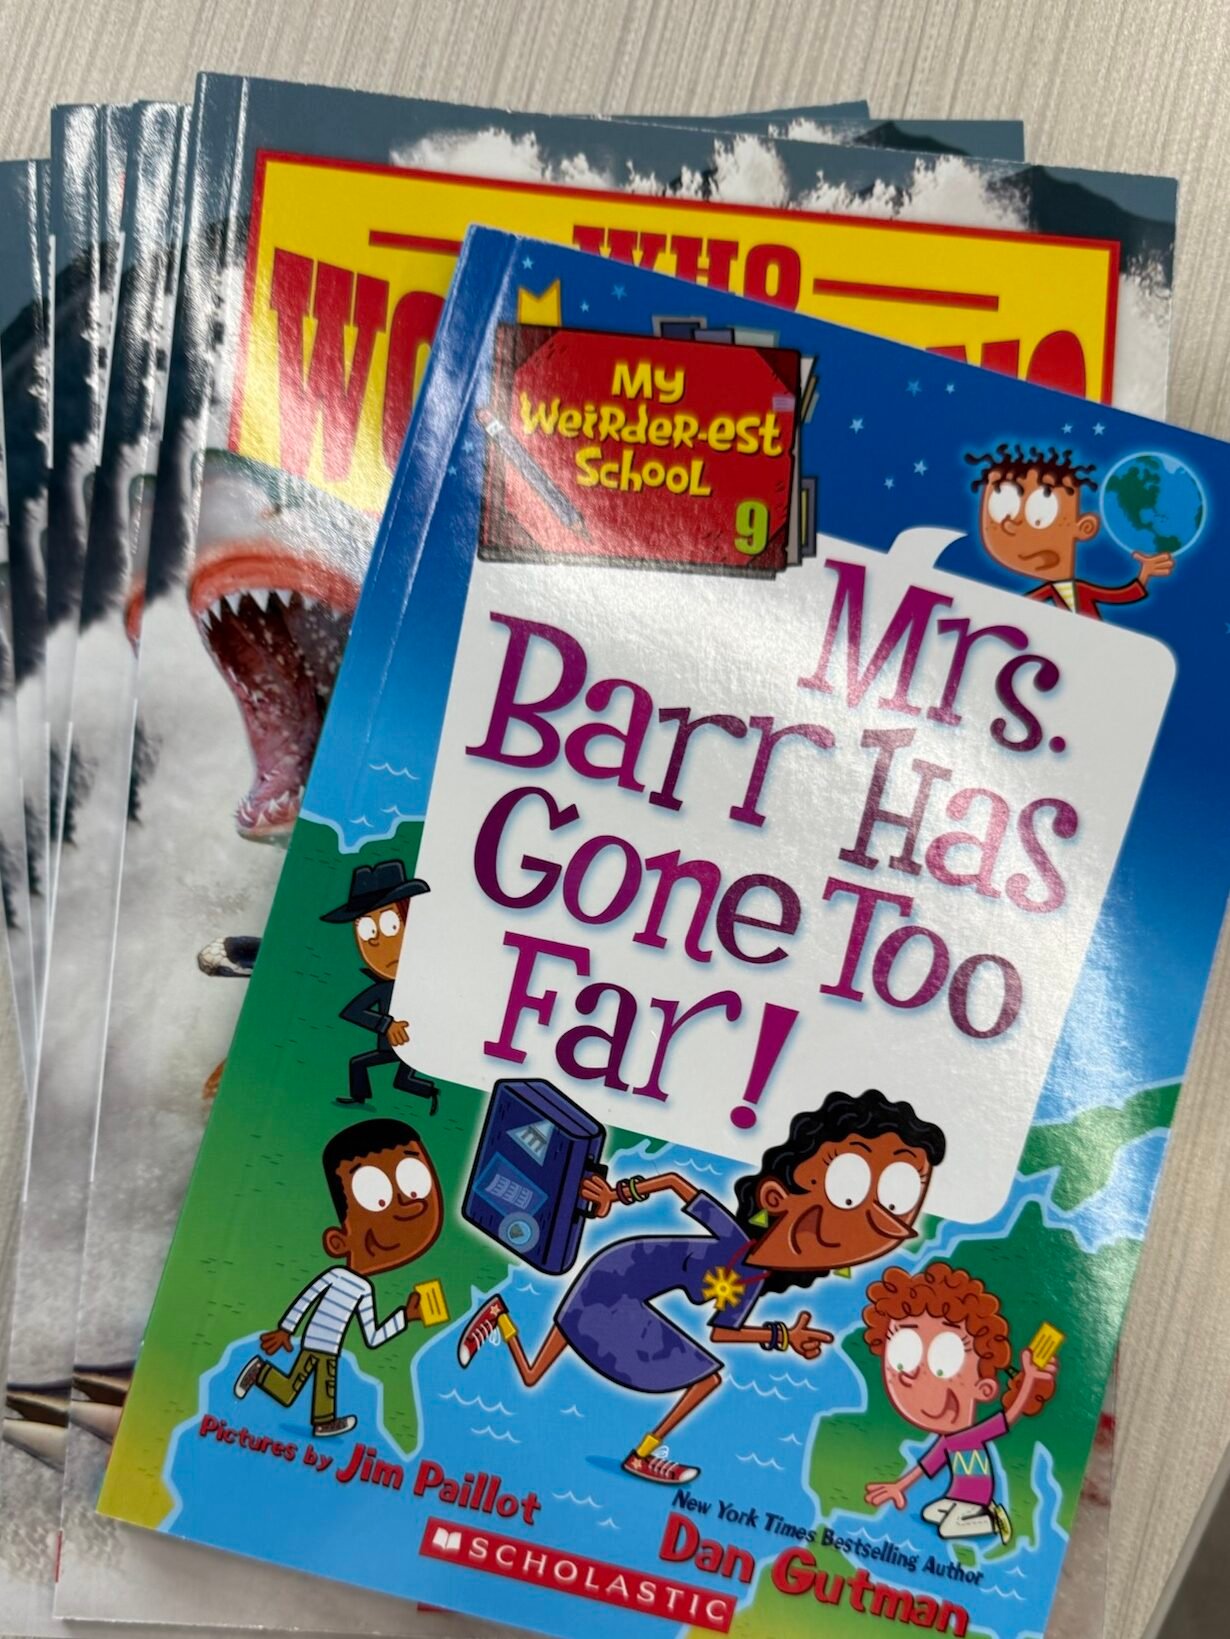 WHO
My
WeiRdeR-est
School
9
Mrs.
Barr Has
Gone Too
Far!
Pictures by Jim Paillot
New York Times Bestselling Author
Dan Gutman
SCHOLASTIC